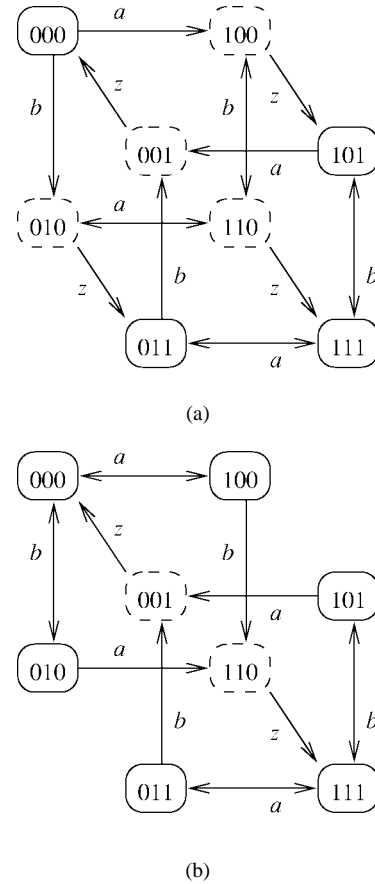 000 a 100
b z b z
001 101
a a
010 110
z b z b
011 a 111
(a)
000 a 100
b z b
001 101
a a
010 110
b z b
011 a 111
(b)